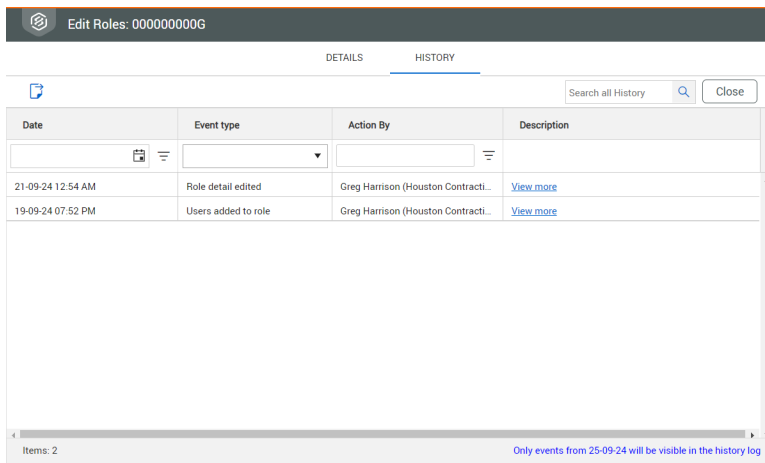 Edit Roles: 000000000G
DETAILS HISTORY
Search all History Close
Date Event type Action By Description
21-09-24 12:54 AM Role detail edited Greg Harrison (Houston Contracti... View more
19-09-24 07:52 PM Users added to role Greg Harrison (Houston Contracti... View more
Items: 2 Only events from 25-09-24 will be visible in the history log